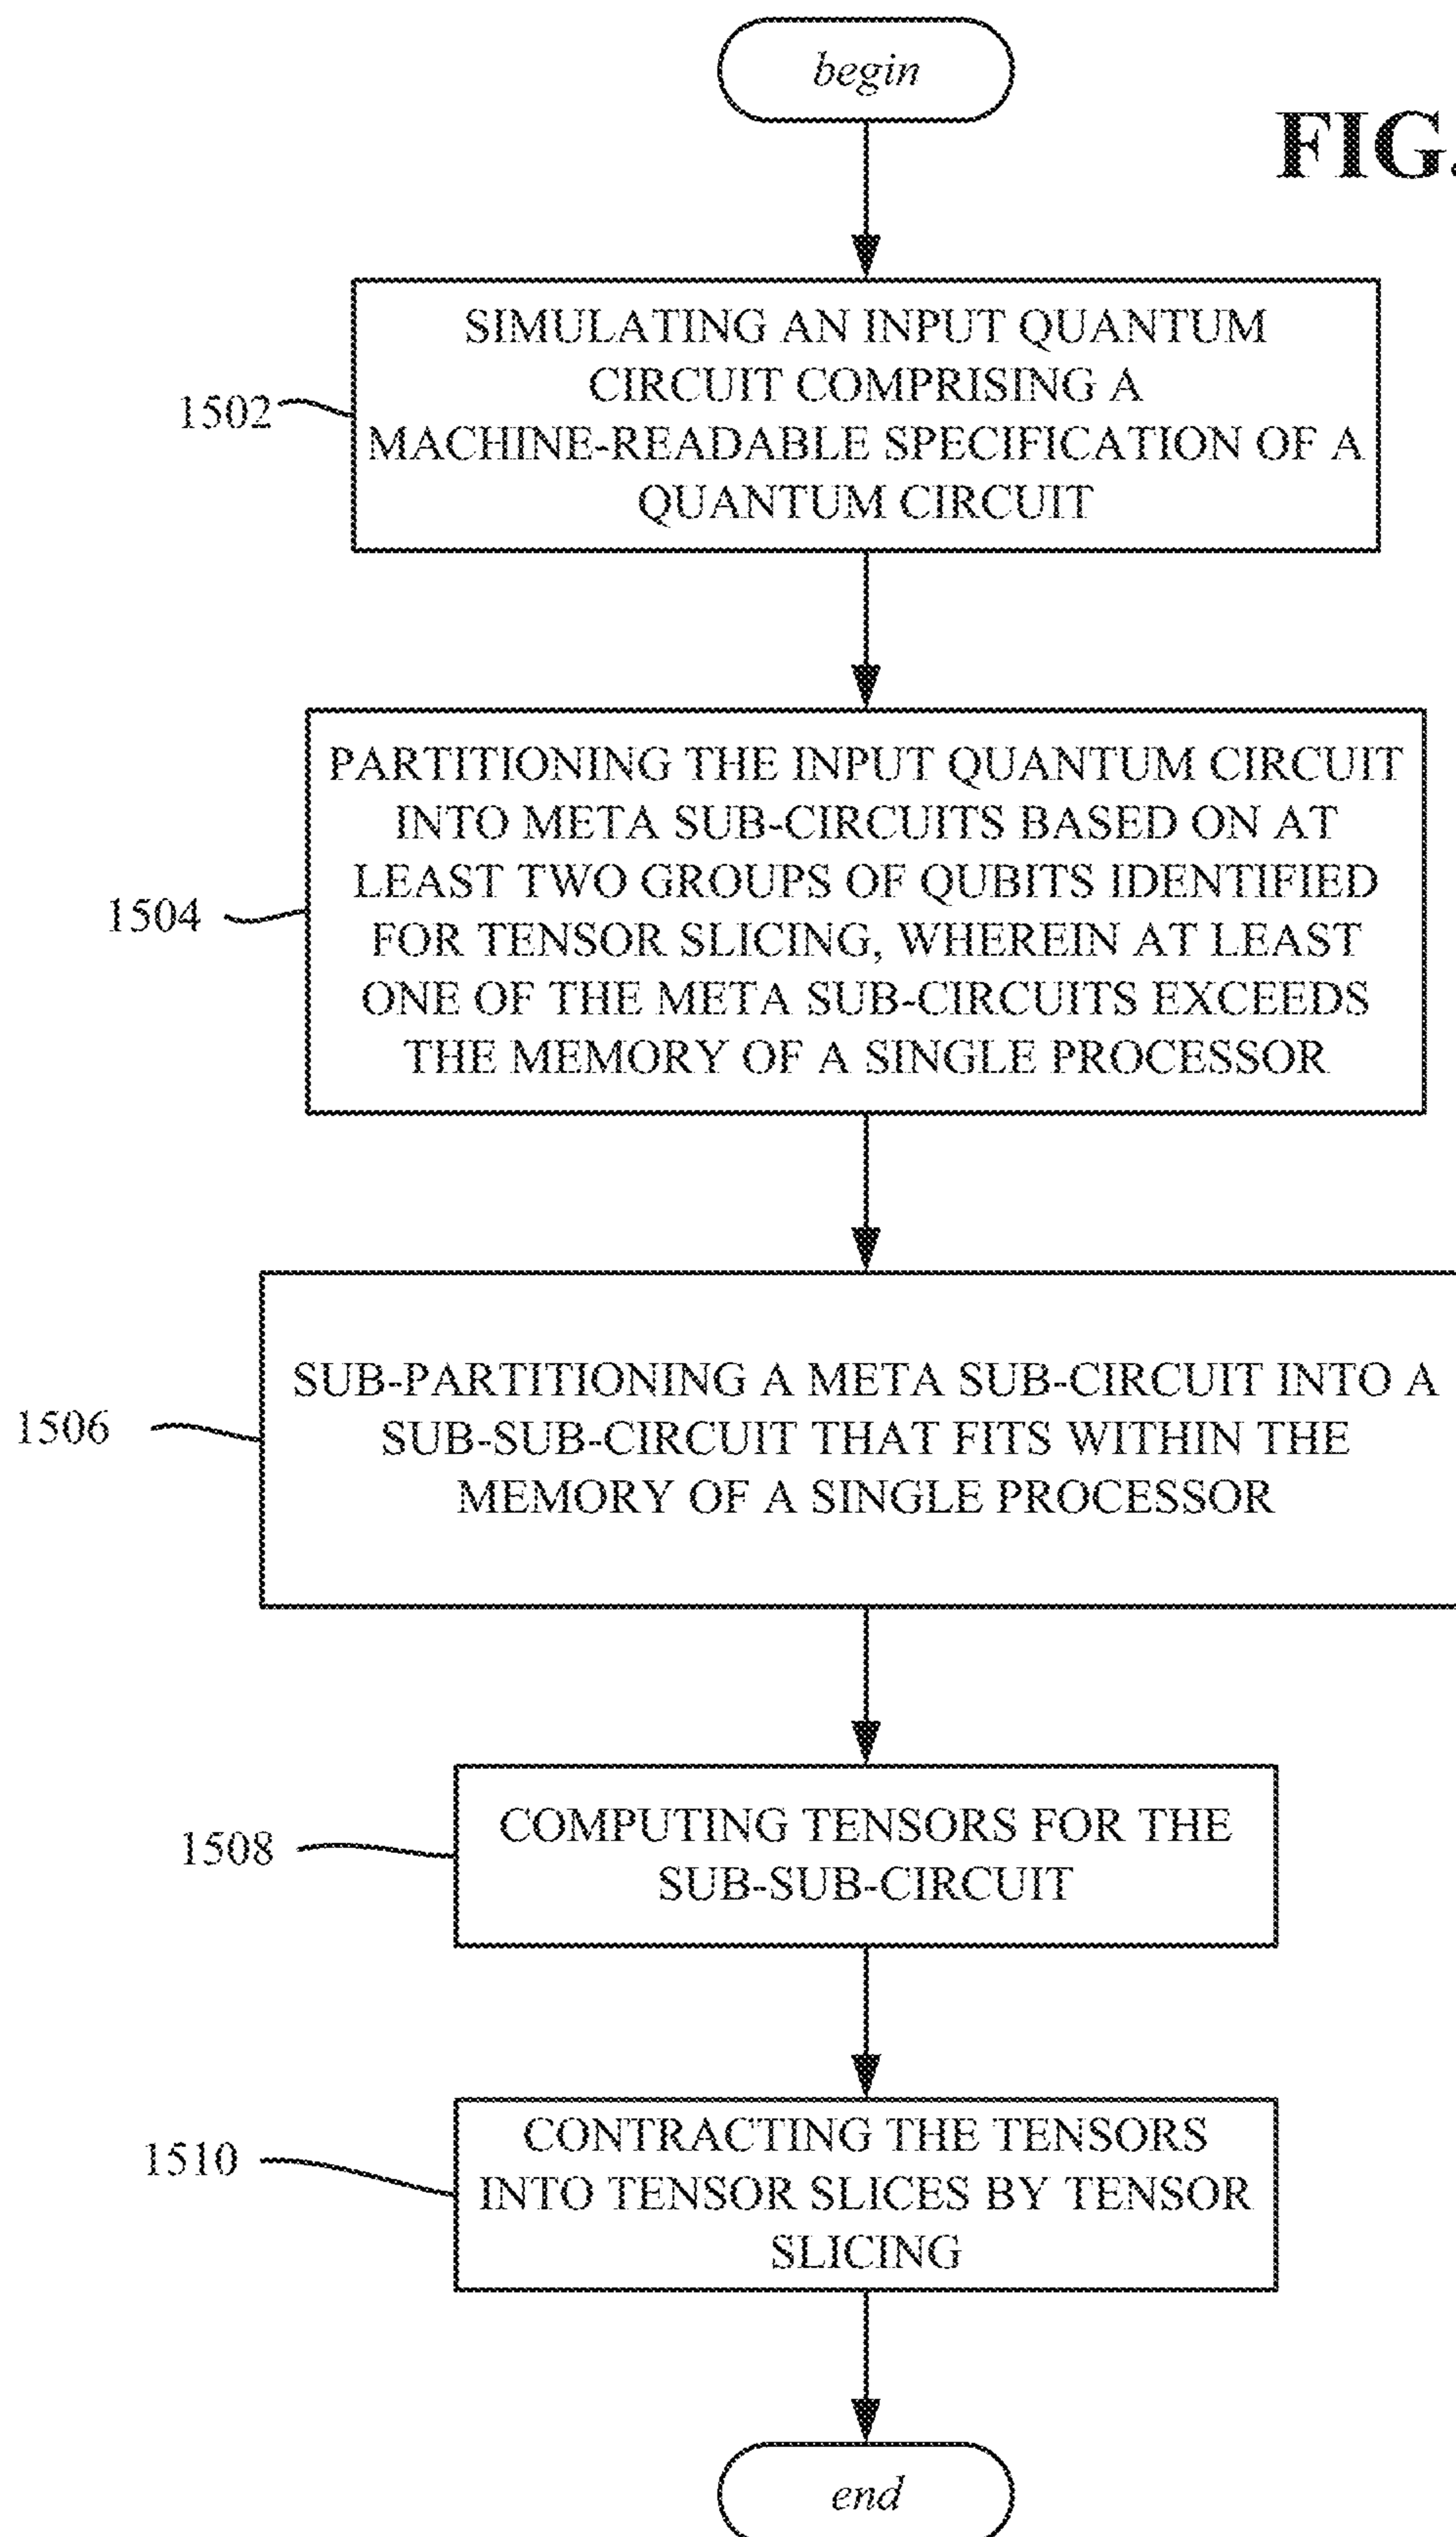 begin
FIG.
SIMULATING AN INPUT QUANTUM
CIRCUIT COMPRISING A
MACHINE-READABLE SPECIFICATION OF A
QUANTUM CIRCUIT
1502
PARTITIONING THE INPUT QUANTUM CIRCUIT
INTO META SUB-CIRCUITS BASED ON AT
LEAST TWO GROUPS OF QUBITS IDENTIFIED
FOR TENSOR SLICING, WHEREIN AT LEAST
ONE OF THE META SUB-CIRCUITS EXCEEDS
THE MEMORY OF A SINGLE PROCESSOR
1504
SUB-PARTITIONING A META SUB-CIRCUIT INTO A
SUB-SUB-CIRCUIT THAT FITS WITHIN THE
MEMORY OF A SINGLE PROCESSOR
1506
COMPUTING TENSORS FOR THE
SUB-SUB-CIRCUIT
1508
CONTRACTING THE TENSORS
INTO TENSOR SLICES BY TENSOR
SLICING
1510
end